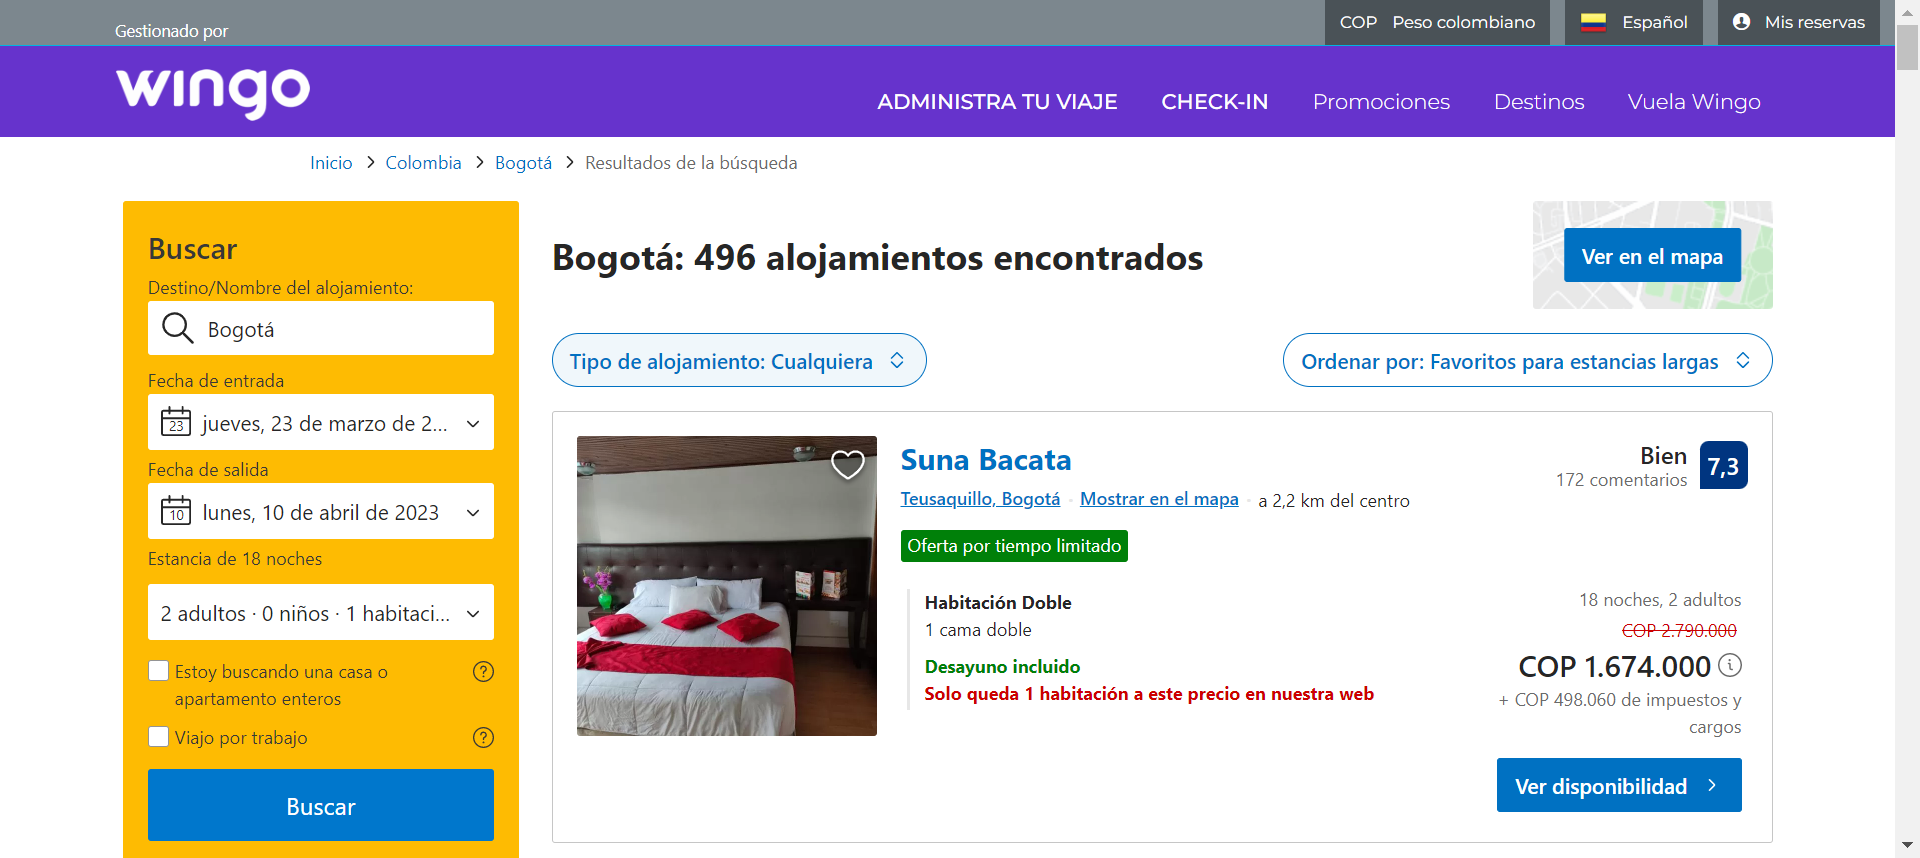 Gestionado por
COP Peso colombiano
Español
Mis reservas
wingo
ADMINISTRA TU VIAJE
CHECK-IN
Promociones
Destinos
Vuela Wingo
Inicio > Colombia > Bogotá > Resultados de la búsqueda
Buscar
Destino/Nombre del alojamiento:
Bogotá
Fecha de entrada
23
jueves, 23 de marzo de 2...
Fecha de salida
10
lunes, 10 de abril de 2023
Estancia de 18 noches
2 adultos · 0 niños · 1 habitaci...
Estoy buscando una casa o
apartamento enteros
Viajo por trabajo
Buscar
Bogotá: 496 alojamientos encontrados
Ver en el mapa
Tipo de alojamiento: Cualquiera
Ordenar por: Favoritos para estancias largas
Suna Bacata
Teusaquillo, Bogotá · Mostrar en el mapa · a 2,2 km del centro
Bien
172 comentarios
7,3
Oferta por tiempo limitado
Habitación Doble
1 cama doble
Desayuno incluido
Solo queda 1 habitación a este precio en nuestra web
18 noches, 2 adultos
COP 2.790.000
COP 1.674.000
+ COP 498.060 de impuestos y
cargos
Ver disponibilidad